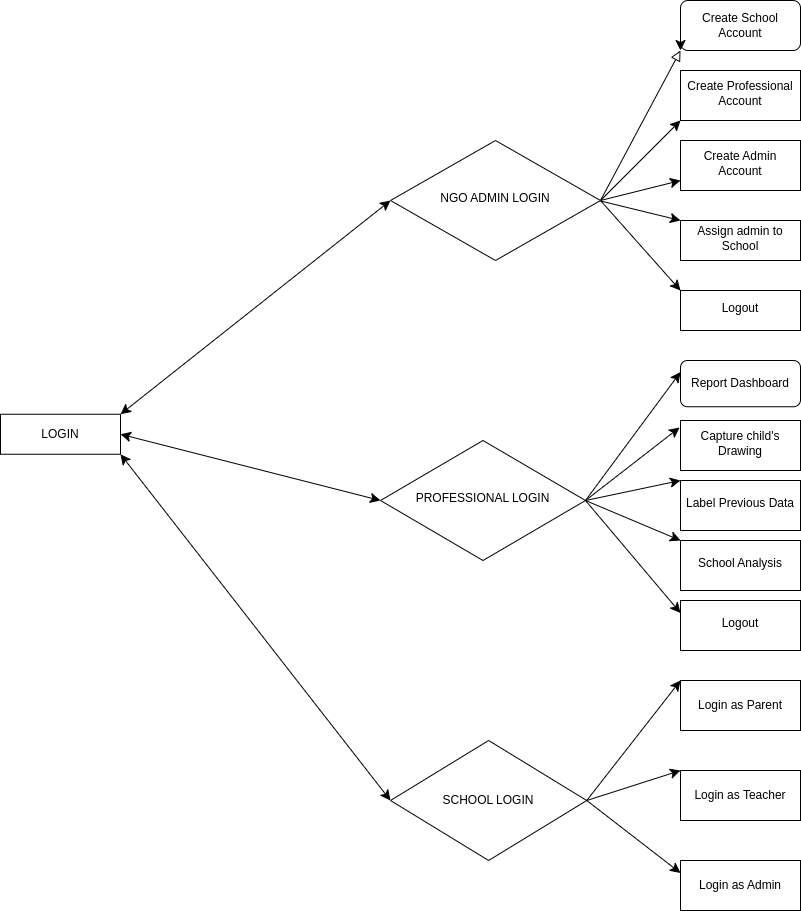 Create School
Account
Create Professional
Account
Create Admin
Account
NGO ADMIN LOGIN
Assign admin to
School
Logout
Report Dashboard
LOGIN
Capture child's
Drawing
PROFESSIONAL LOGIN
Label Previous Data
School Analysis
Logout
Login as Parent
SCHOOL LOGIN
Login as Teacher
Login as Admin